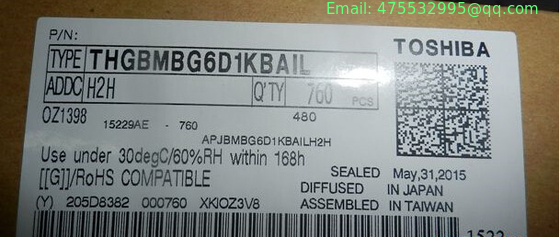 Email: 475532995@qq.com
P/N:
TOSHIBA
TYPE THGBMBG6D1KBAIL
ADDC H2H Q'TY 760 PCS
OZ1398 480
15229AE - 760
APJBMBG6D1KBAILH2H
Use under 30degC/60%RH within 168h
[[G]]/RoHS COMPATIBLE
SEALED May,31,2015
DIFFUSED IN JAPAN
ASSEMBLED IN TAIWAN
(Y) 205D8382 000760 XKIOZ3V8
1522